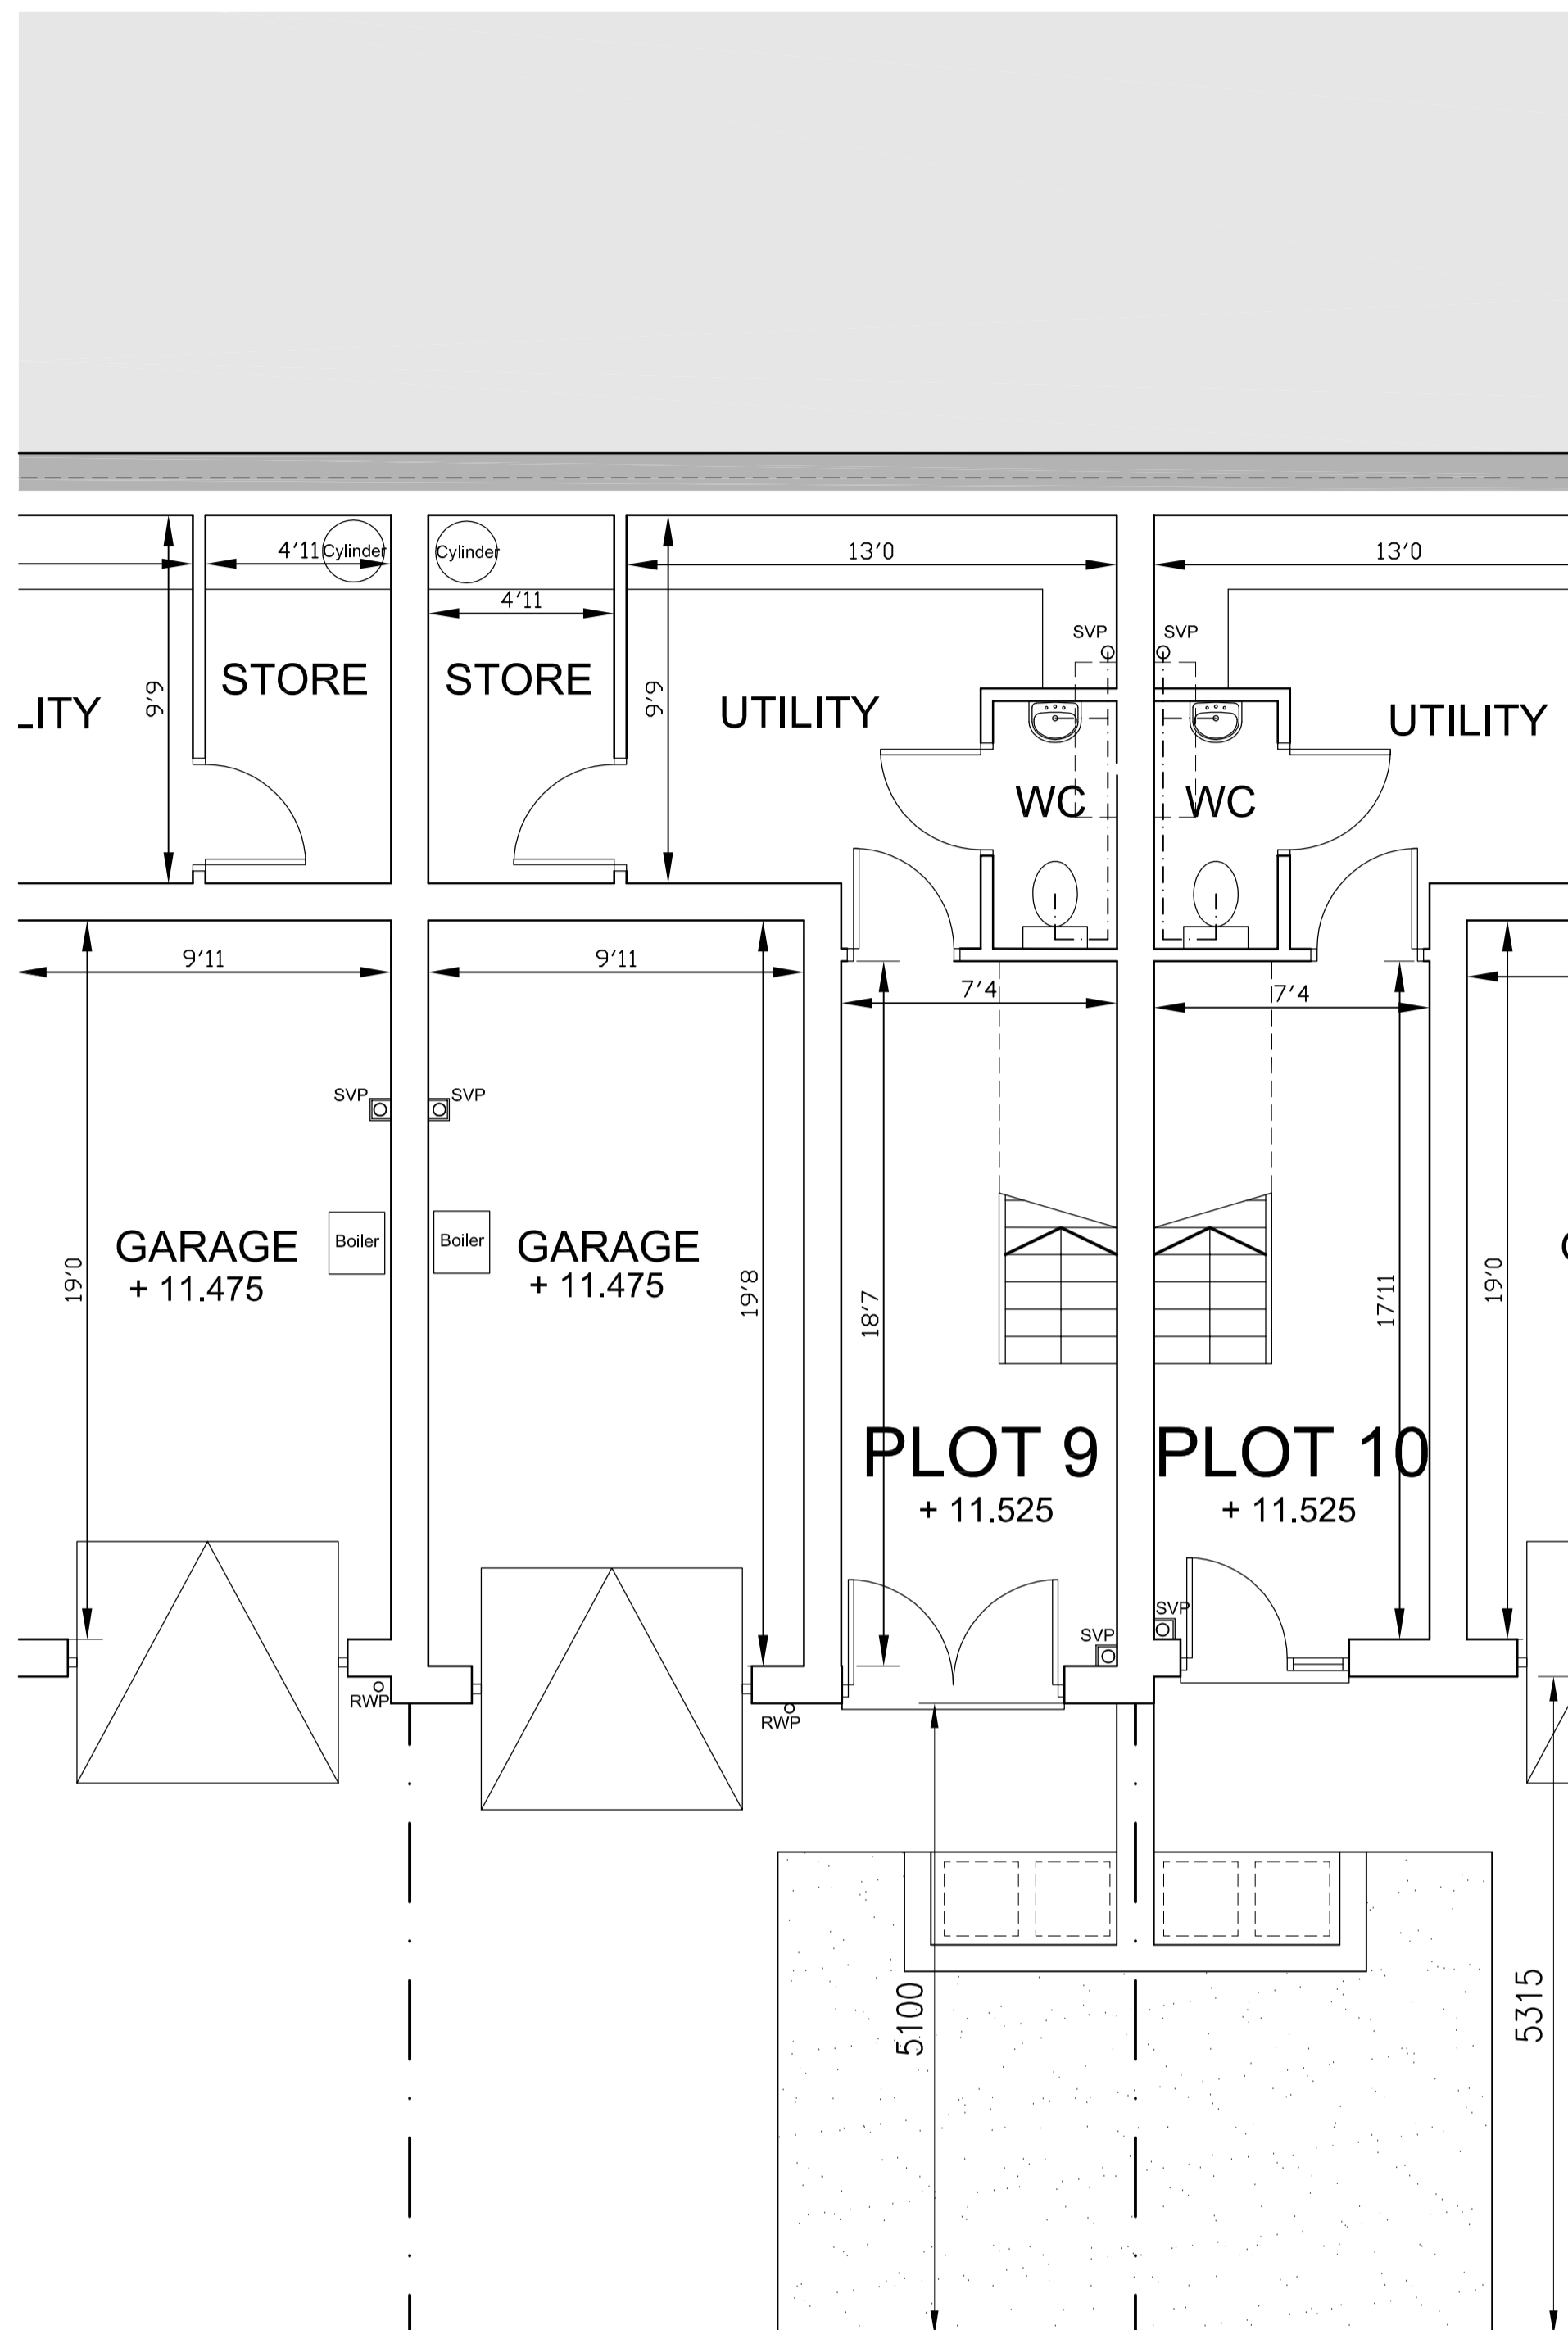 4'11
Cylinder
Cylinder
13'0
13'0
4'11
SVP
SVP
STORE
STORE
9'9
9'9
LITY
UTILITY
UTILITY
WC
WC
9'11
9'11
7'4
7'4
SVP
SVP
GARAGE
+ 11.475
Boiler
Boiler
GARAGE
+ 11.475
19'0
19'8
18'7
17'11
19'0
PLOT 9
+ 11.525
PLOT 10
+ 11.525
SVP
SVP
RWP
RWP
5100
5315